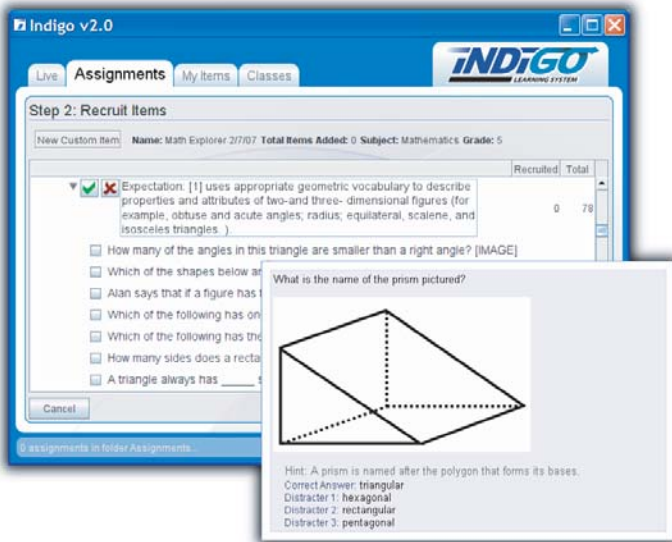 Indigo v2.0
iNDiGO
LEARNING SYSTEM
Live Assignments My Items Classes
Step 2: Recruit Items
New Custom Item Name: Math Explorer 2/7/07 Total Items Added: 0 Subject: Mathematics Grade: 5
Recruited Total
Expectation: [1] uses appropriate geometric vocabulary to describe
properties and attributes of two-and three- dimensional figures (for
example, obtuse and acute angles; radius; equilateral, scalene, and
isosceles triangles. ).
0 78
How many of the angles in this triangle are smaller than a right angle? [IMAGE]
Which of the shapes below
Alan says that if a figure has
Which of the following has
Which of the following has the
How many sides does a
A triangle always has _____
Cancel
0 assignments in folder Assignments...
What is the name of the prism pictured?
Hint: A prism is named after the polygon that forms its bases.
Correct Answer: triangular
Distracter 1: hexagonal
Distracter 2: rectangular
Distracter 3: pentagonal